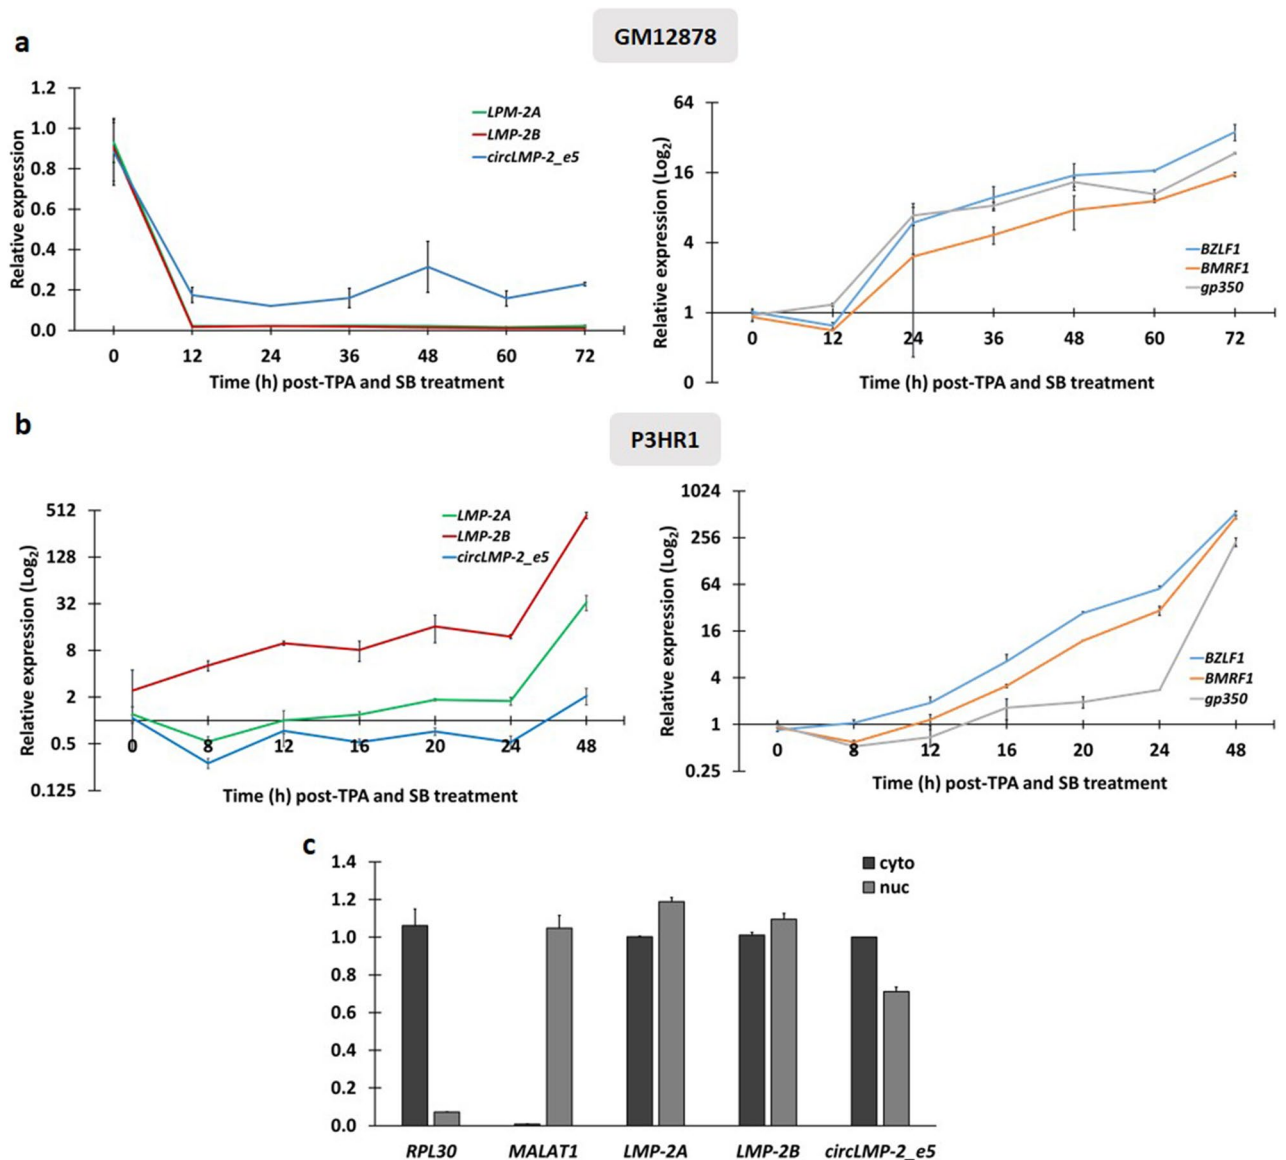 a
GM12878
1.2
1.0
0.8
0.6
0.4
0.2
0.0
Relative expression
LPM-2A
LMP-2B
circLMP-2_e5
0 12 24 36 48 60 72
Time (h) post-TPA and SB treatment
64
16
4
1
0
Relative expression (Log2)
BZLF1
BMRF1
gp350
0 12 24 36 48 60 72
Time (h) post-TPA and SB treatment
b
P3HR1
512
128
32
8
2
0.5
0.125
Relative expression (Log2)
LMP-2A
LMP-2B
circLMP-2_e5
0 8 12 16 20 24 48
Time (h) post-TPA and SB treatment
1024
256
64
16
4
1
0.25
Relative expression (Log2)
BZLF1
BMRF1
gp350
0 8 12 16 20 24 48
Time (h) post-TPA and SB treatment
c
1.4
1.2
1.0
0.8
0.6
0.4
0.2
0.0
cyto
nuc
RPL30 MALAT1 LMP-2A LMP-2B circLMP-2_e5